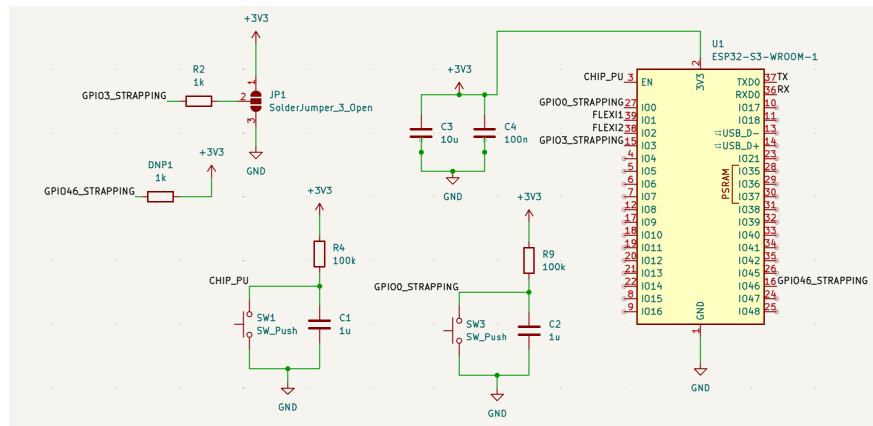 +3V3
R2
1k
GPIO3_STRAPPING
1
2
3
JP1
SolderJumper_3_Open
GND
DNP1
1k
+3V3
GPIO46_STRAPPING
+3V3
R4
100k
CHIP_PU
SW1
SW_Push
C1
1u
GND
+3V3
C3
10u
C4
100n
GND
+3V3
R9
100k
GPIO0_STRAPPING
SW3
SW_Push
C2
1u
GND
U1
ESP32-S3-WROOM-1
2
3V3
CHIP_PU 3 EN
GPIO0_STRAPPING 27 IO0
FLEXI1 39 IO1
FLEXI2 38 IO2
GPIO3_STRAPPING 15 IO3
4 IO4
5 IO5
6 IO6
7 IO7
12 IO8
17 IO9
18 IO10
19 IO11
20 IO12
21 IO13
22 IO14
8 IO15
9 IO16
TXD0 37 TX
RXD0 36 RX
IO17 10
IO18 11
USB_D- 13
USB_D+ 14
IO21 23
IO35 28
IO36 29
IO37 30
IO38 31
IO39 32
IO40 33
IO41 34
IO42 35
IO45 26
IO46 16 GPIO46_STRAPPING
IO47 24
IO48 25
PSRAM
GND
1
GND